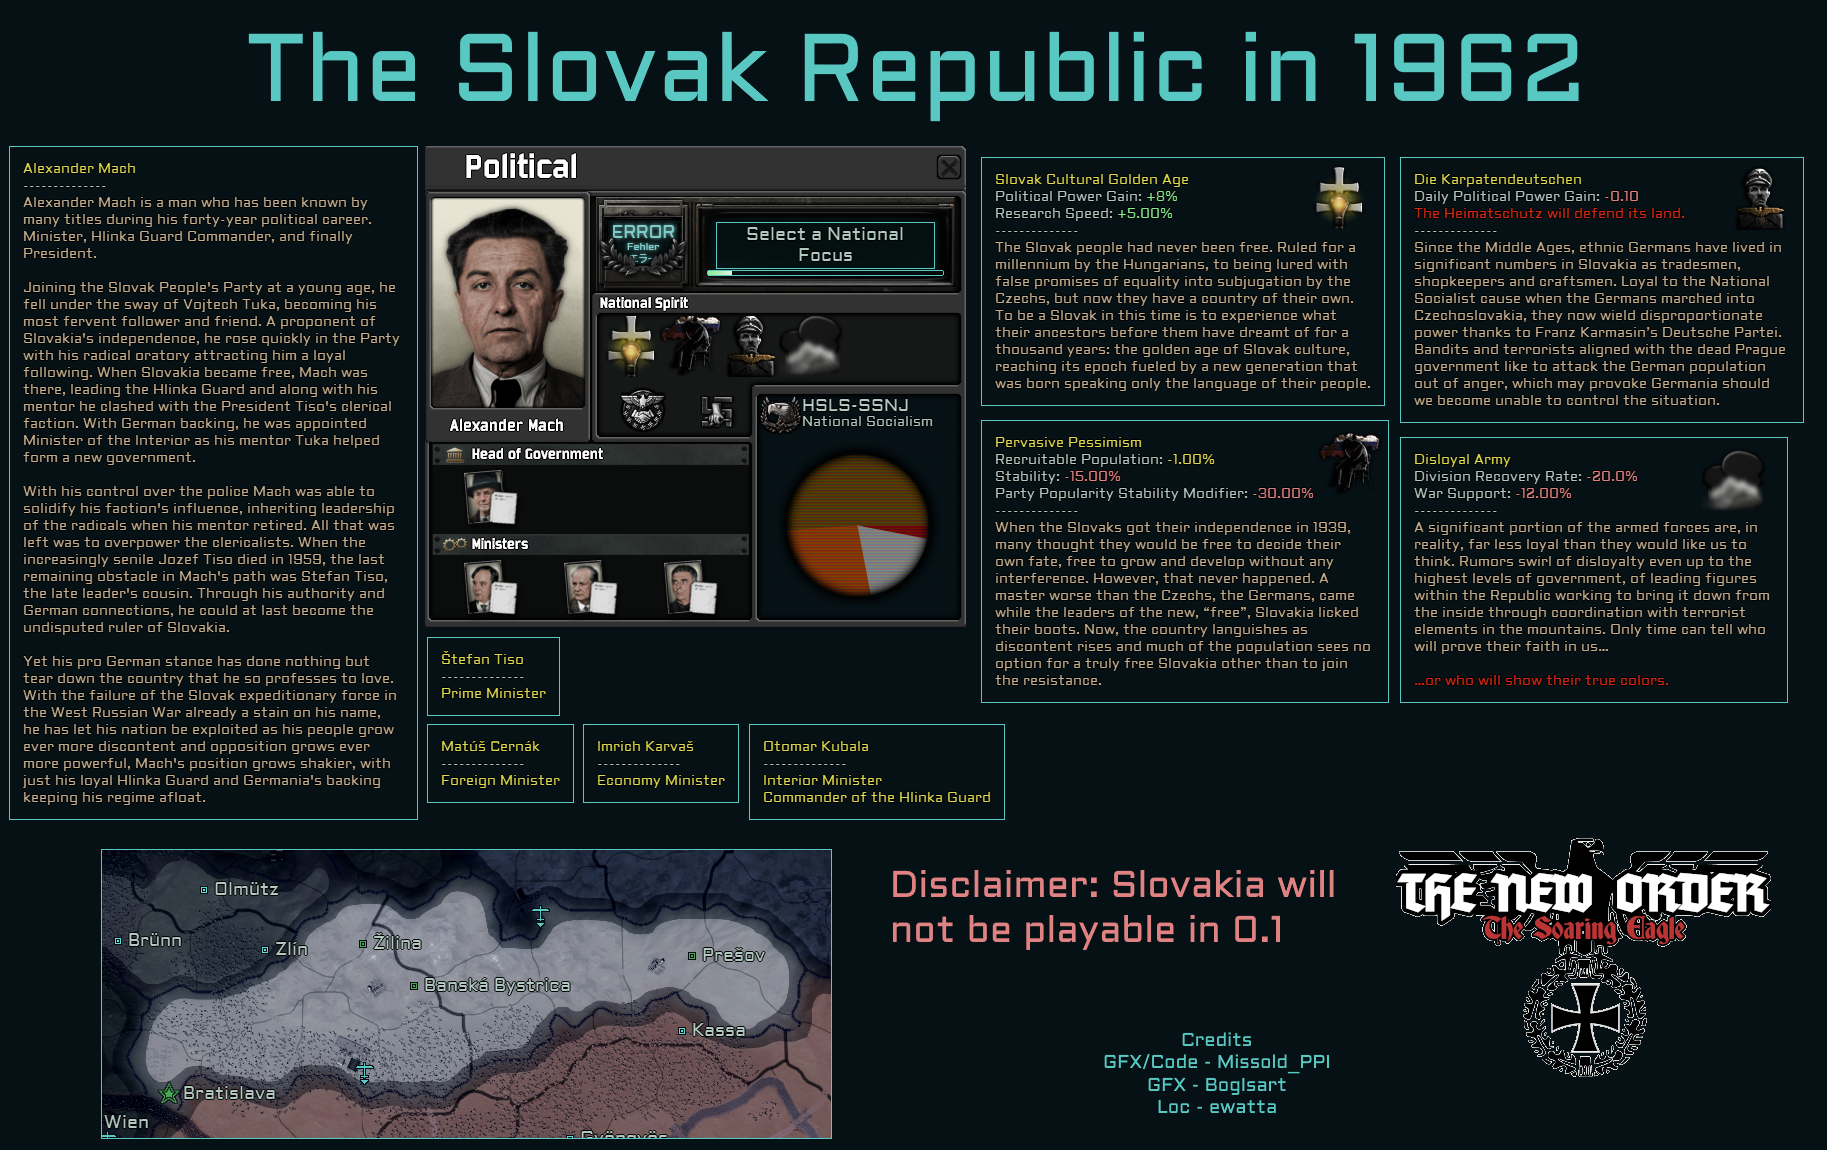 The Slovak Republic in 1962
Alexander Mach
--------------
Alexander Mach is a man who has been known by
many titles during his forty-year political career.
Minister, Hlinka Guard Commander, and finally
President.
Joining the Slovak People's Party at a young age, he
fell under the sway of Vojtech Tuka, becoming his
most fervent follower and friend. A proponent of
Slovakia's independence, he rose quickly in the Party
with his radical oratory attracting him a loyal
following. When Slovakia became free, Mach was
there, leading the Hlinka Guard and along with his
mentor he clashed with the President Tiso's clerical
faction. With German backing, he was appointed
Minister of the Interior as his mentor Tuka helped
form a new government.
With his control over the police Mach was able to
solidify his faction's influence, inheriting leadership
of the radicals when his mentor retired. All that was
left was to overpower the clericalists. When the
increasingly senile Jozef Tiso died in 1959, the last
remaining obstacle in Mach's path was Stefan Tiso,
the late leader's cousin. Through his authority and
German connections, he could at last become the
undisputed ruler of Slovakia.
Yet his pro German stance has done nothing but
tear down the country that he so professes to love.
With the failure of the Slovak expeditionary force in
the West Russian War already a stain on his name,
he has let his nation be exploited as his people grow
ever more discontent and opposition grows ever
more powerful, Mach's position grows shakier, with
just his loyal Hlinka Guard and Germania's backing
keeping his regime afloat.
Political
ERROR
Fehler
エラー
Select a National
Focus
National Spirit
Alexander Mach
HSLS-SSNJ
National Socialism
Head of Government
Ministers
Štefan Tiso
--------------
Prime Minister
Matúš Cernák
--------------
Foreign Minister
Imrich Karvaš
--------------
Economy Minister
Otomar Kubala
--------------
Interior Minister
Commander of the Hlinka Guard
Slovak Cultural Golden Age
Political Power Gain: +8%
Research Speed: +5.00%
--------------
The Slovak people had never been free. Ruled for a
millennium by the Hungarians, to being lured with
false promises of equality into subjugation by the
Czechs, but now they have a country of their own.
To be a Slovak in this time is to experience what
their ancestors before them have dreamt of for a
thousand years: the golden age of Slovak culture,
reaching its epoch fueled by a new generation that
was born speaking only the language of their people.
Die Karpatendeutschen
Daily Political Power Gain: -0.10
The Heimatschutz will defend its land.
--------------
Since the Middle Ages, ethnic Germans have lived in
significant numbers in Slovakia as tradesmen,
shopkeepers and craftsmen. Loyal to the National
Socialist cause when the Germans marched into
Czechoslovakia, they now wield disproportionate
power thanks to Franz Karmasin's Deutsche Partei.
Bandits and terrorists aligned with the dead Prague
government like to attack the German population
out of anger, which may provoke Germania should
we become unable to control the situation.
Pervasive Pessimism
Recruitable Population: -1.00%
Stability: -15.00%
Party Popularity Stability Modifier: -30.00%
--------------
When the Slovaks got their independence in 1939,
many thought they would be free to decide their
own fate, free to grow and develop without any
interference. However, that never happened. A
master worse than the Czechs, the Germans, came
while the leaders of the new, “free”, Slovakia licked
their boots. Now, the country languishes as
discontent rises and much of the population sees no
option for a truly free Slovakia other than to join
the resistance.
Disloyal Army
Division Recovery Rate: -20.0%
War Support: -12.00%
--------------
A significant portion of the armed forces are, in
reality, far less loyal than they would like us to
think. Rumors swirl of disloyalty even up to the
highest levels of government, of leading figures
within the Republic working to bring it down from
the inside through coordination with terrorist
elements in the mountains. Only time can tell who
will prove their faith in us...
...or who will show their true colors.
Olmütz
Brünn
Zlín
Žilina
Banská Bystrica
Prešov
Kassa
Bratislava
Wien
Gyöngyös
Disclaimer: Slovakia will
not be playable in 0.1
THE NEW ORDER
The Soaring Eagle
Credits
GFX/Code - Missold_PPI
GFX - Boglsart
Loc - ewatta